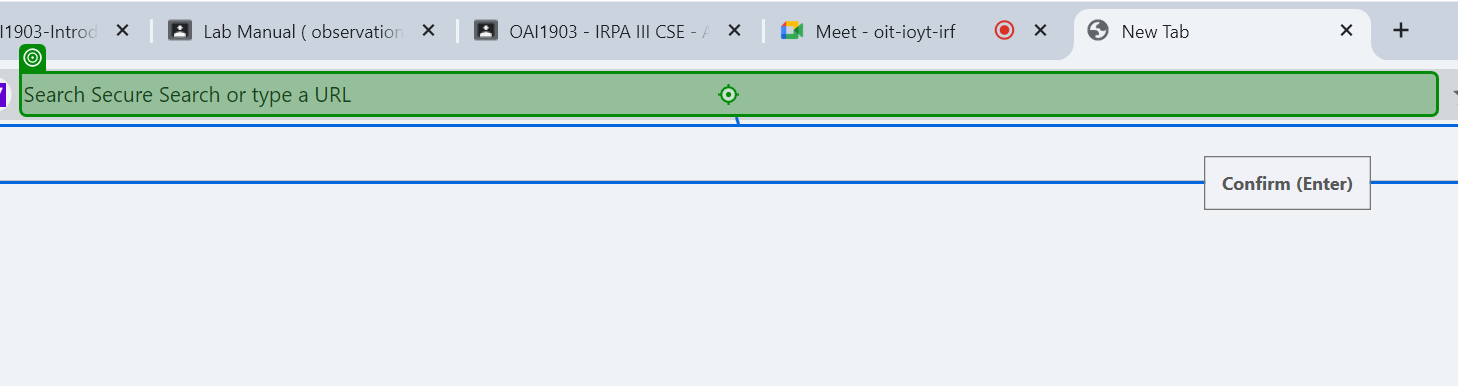 I1903-Introd
Lab Manual ( observation
OAI1903 - IRPA III CSE - A
Meet - oit-ioyt-irf
New Tab
Search Secure Search or type a URL
Confirm (Enter)